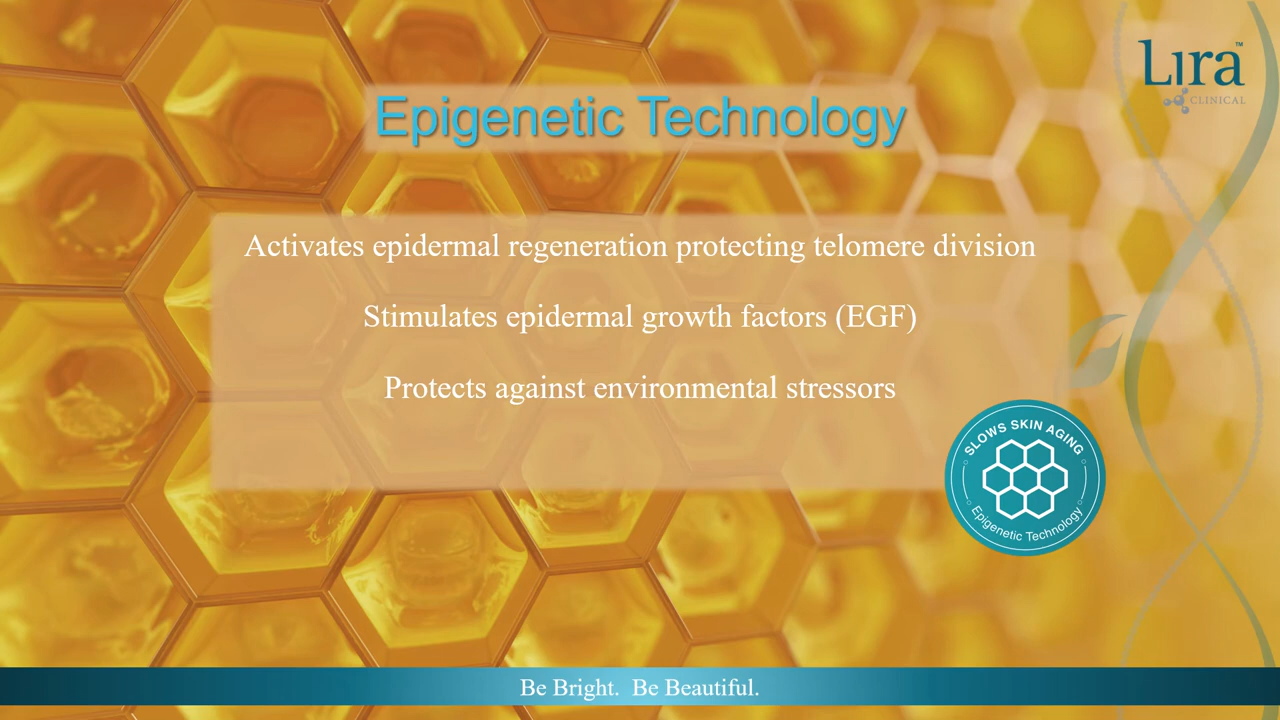 Lira™
CLINICAL
Epigenetic Technology
Activates epidermal regeneration protecting telomere division
Stimulates epidermal growth factors (EGF)
Protects against environmental stressors
SLOWS SKIN AGING
Epigenetic Technology
Be Bright.  Be Beautiful.